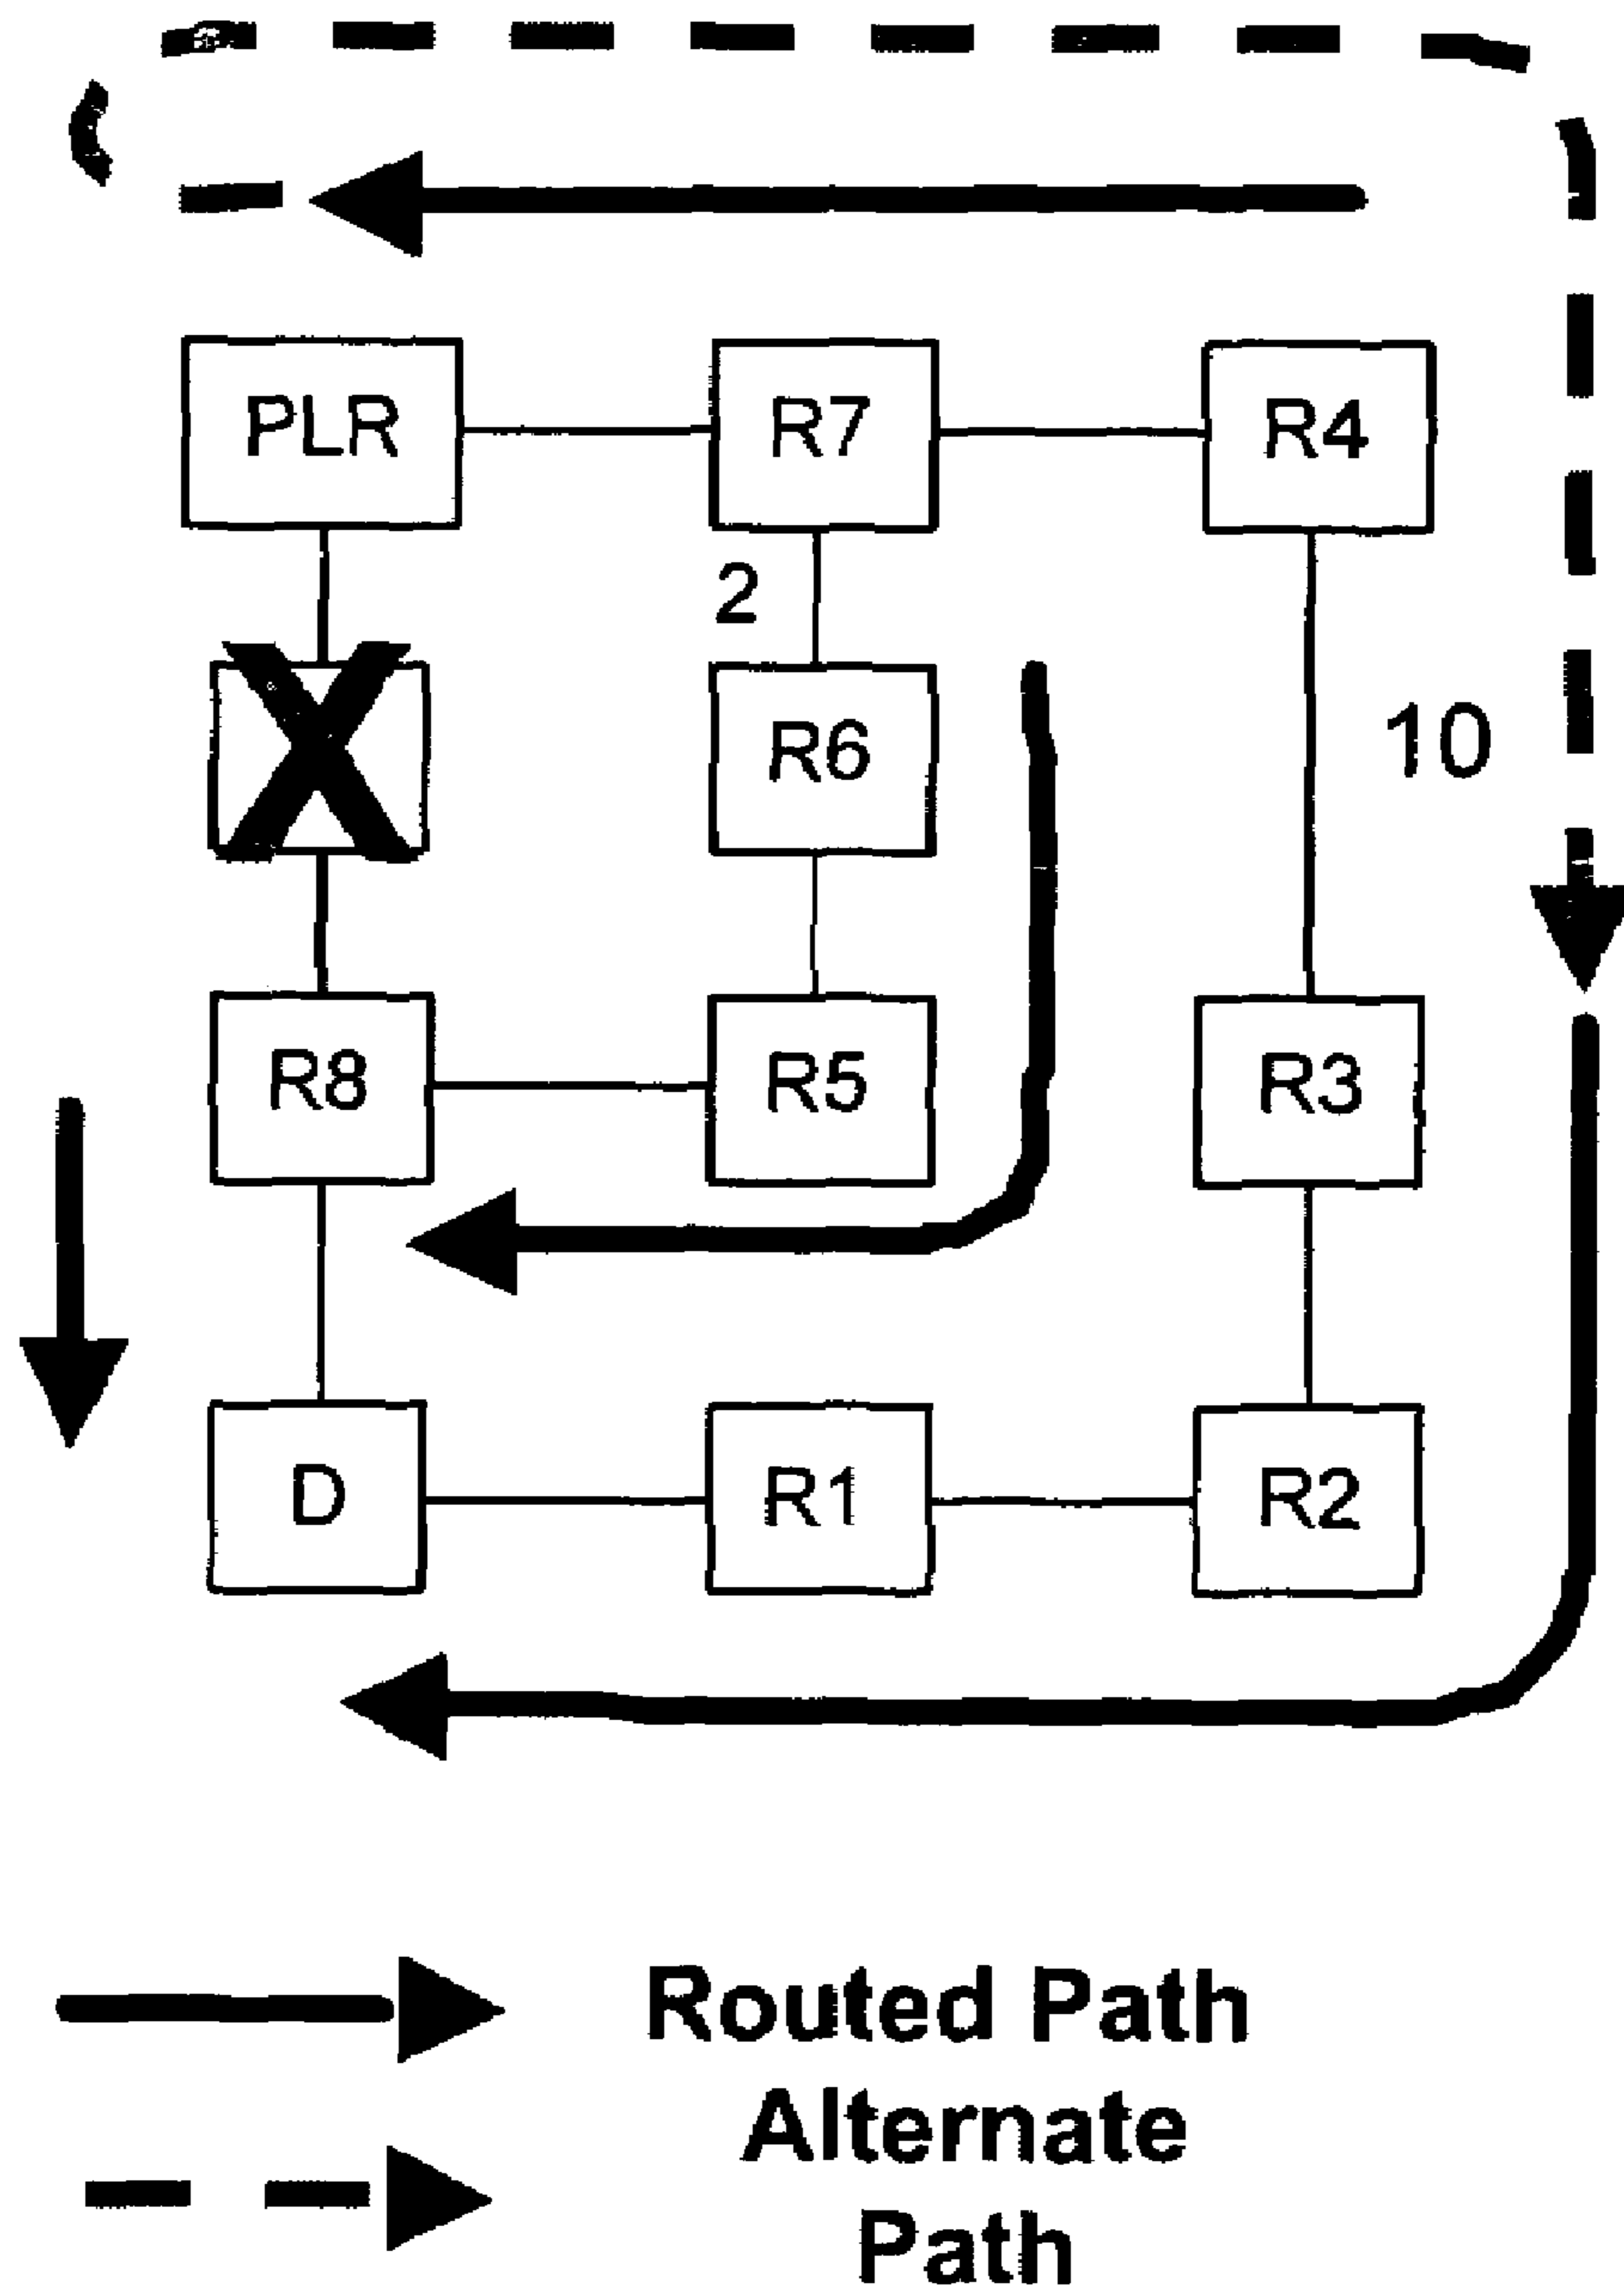 PLR R7 R4
2
X R6 10
R8 R5 R3
D R1 R2
Routed Path
Alternate
Path